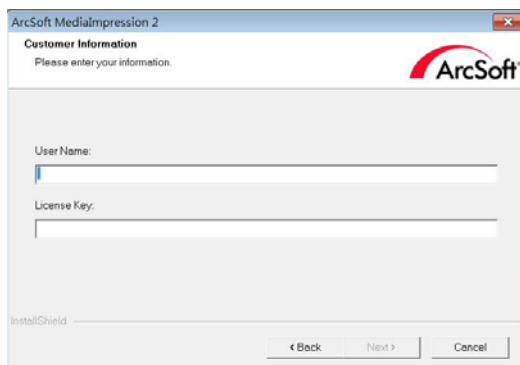 ArcSoft MediaImpression 2
Customer Information
Please enter your information.
ArcSoft
User Name:
License Key:
InstallShield
< Back Next > Cancel